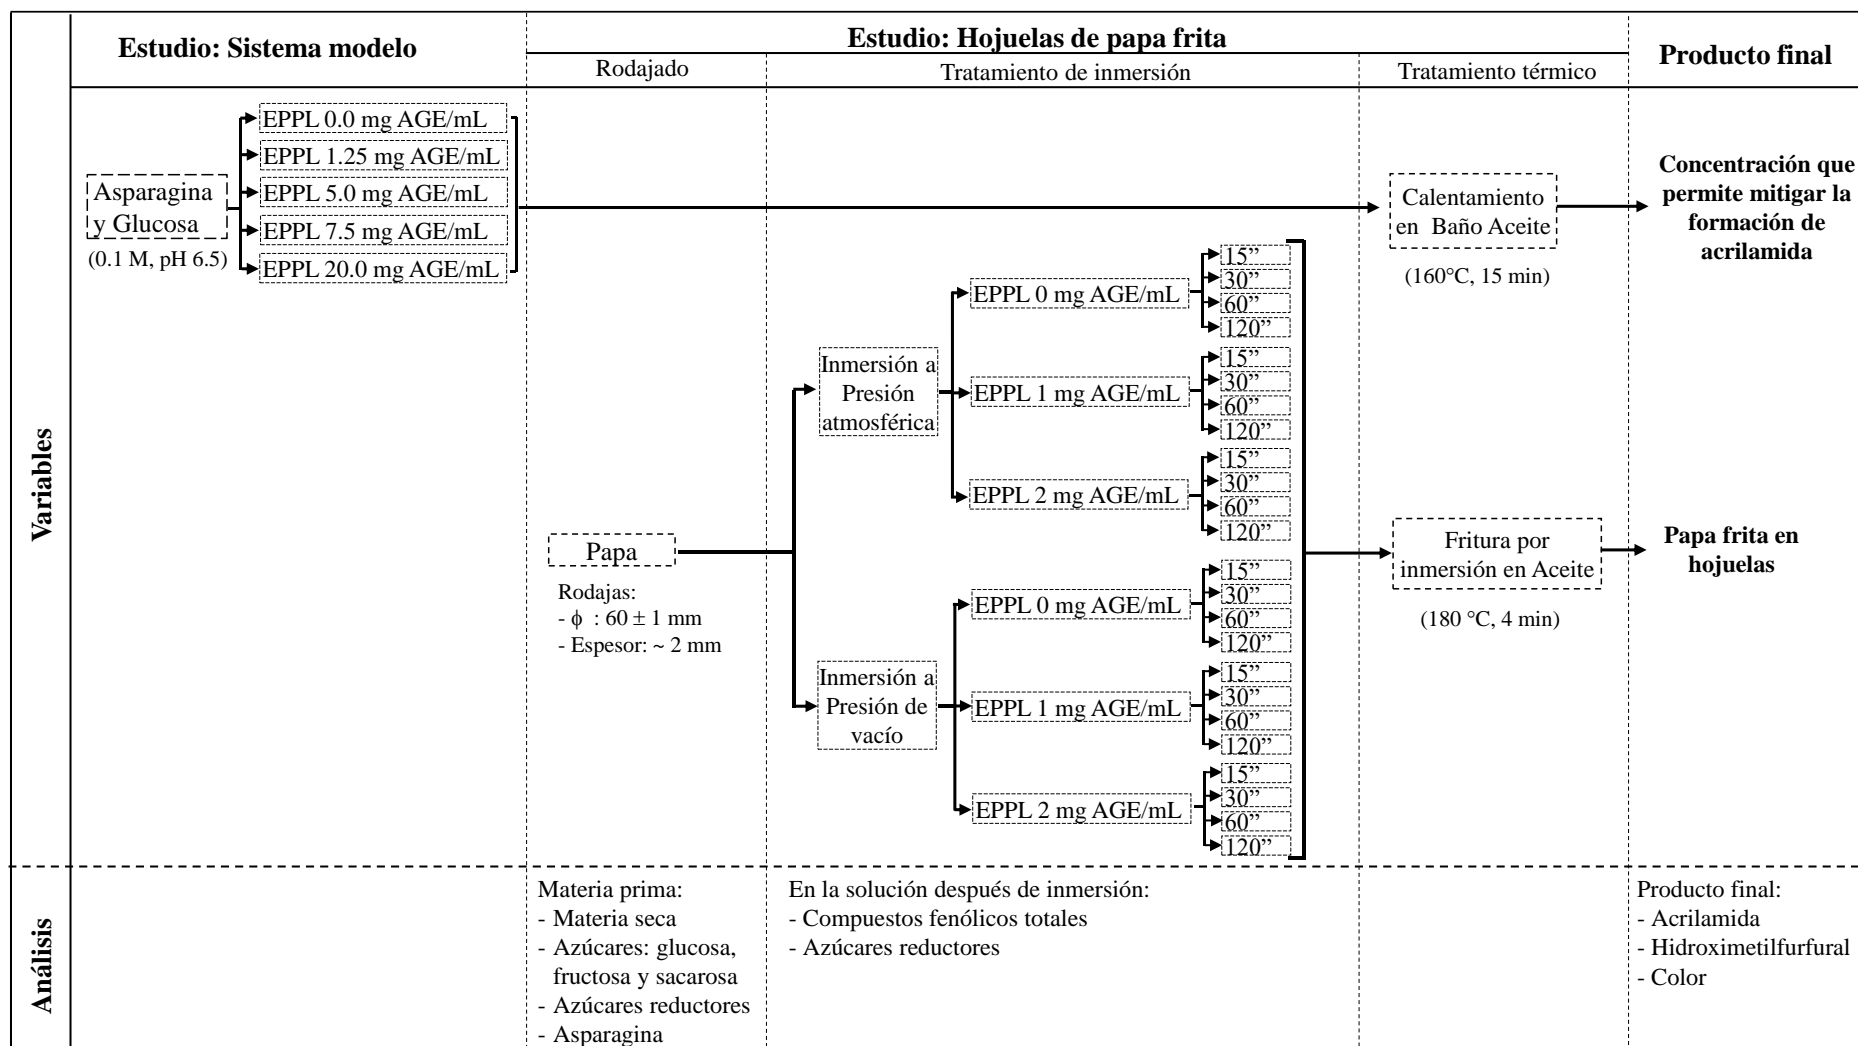 Estudio: Sistema modelo
Estudio: Hojuelas de papa frita
Producto final
Rodajado
Tratamiento de inmersión
Tratamiento térmico
Variables
Asparagina
y Glucosa
(0.1 M, pH 6.5)
EPPL 0.0 mg AGE/mL
EPPL 1.25 mg AGE/mL
EPPL 5.0 mg AGE/mL
EPPL 7.5 mg AGE/mL
EPPL 20.0 mg AGE/mL
Calentamiento
en Baño Aceite
(160°C, 15 min)
Concentración que
permite mitigar la
formación de
acrilamida
Papa
Rodajas:
- ϕ : 60 ± 1 mm
- Espesor: ~ 2 mm
Inmersión a
Presión
atmosférica
EPPL 0 mg AGE/mL
15”
30”
60”
120”
EPPL 1 mg AGE/mL
15”
30”
60”
120”
EPPL 2 mg AGE/mL
15”
30”
60”
120”
Inmersión a
Presión de
vacío
EPPL 0 mg AGE/mL
15”
30”
60”
120”
EPPL 1 mg AGE/mL
15”
30”
60”
120”
EPPL 2 mg AGE/mL
15”
30”
60”
120”
Fritura por
inmersión en Aceite
(180 °C, 4 min)
Papa frita en
hojuelas
Análisis
Materia prima:
- Materia seca
- Azúcares: glucosa,
fructosa y sacarosa
- Azúcares reductores
- Asparagina
En la solución después de inmersión:
- Compuestos fenólicos totales
- Azúcares reductores
Producto final:
- Acrilamida
- Hidroximetilfurfural
- Color